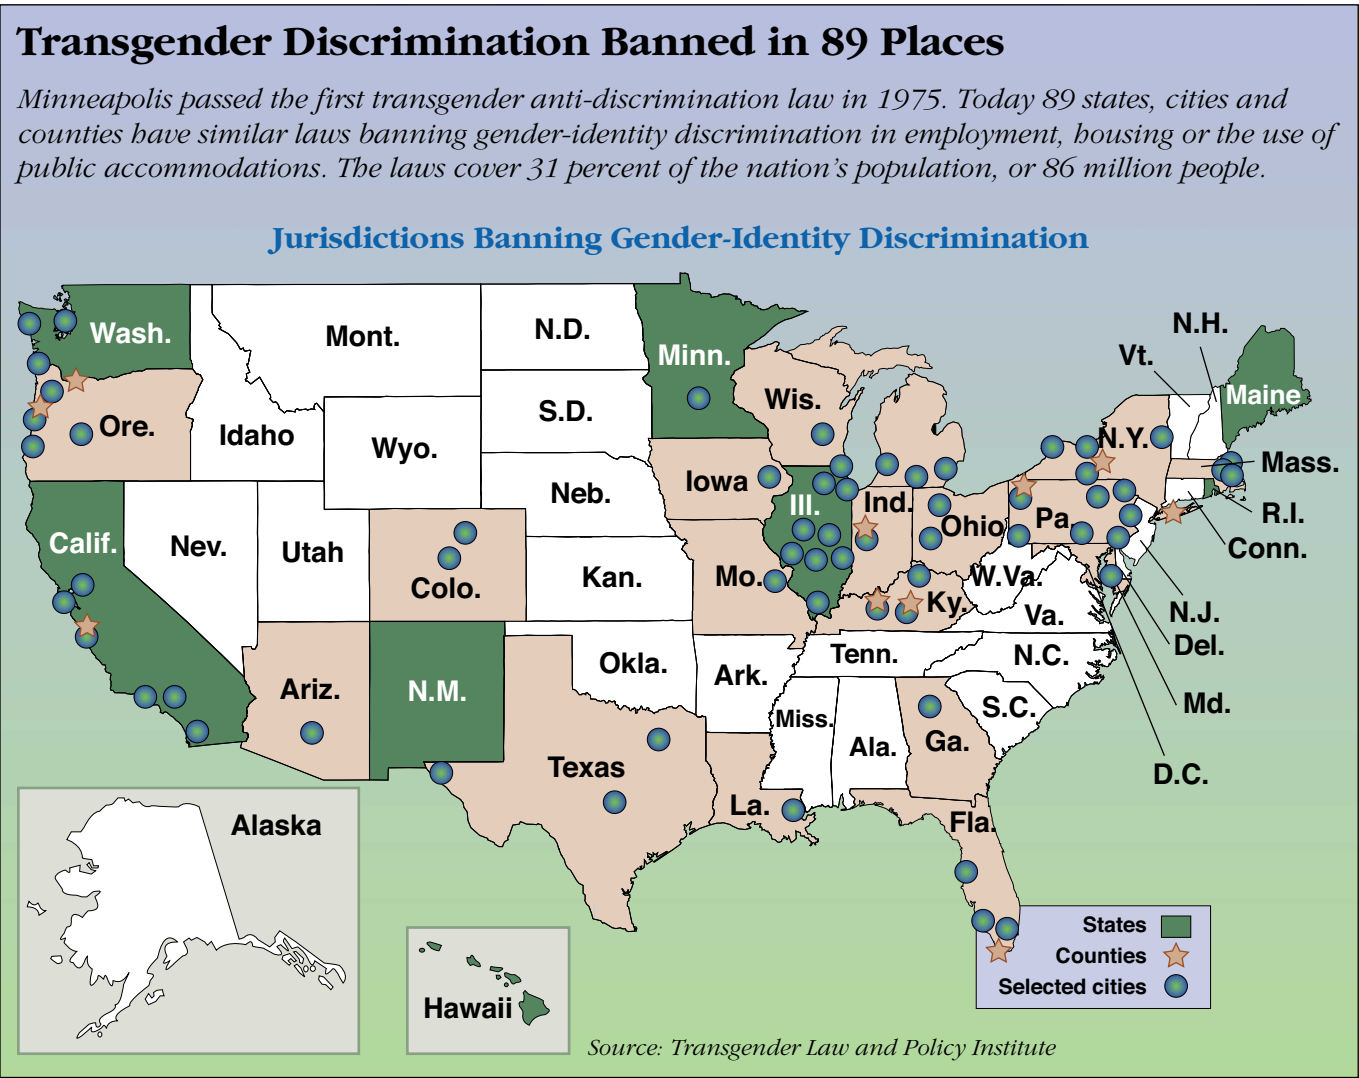 Transgender Discrimination Banned in 89 Places
Minneapolis passed the first transgender anti-discrimination law in 1975. Today 89 states, cities and
counties have similar laws banning gender-identity discrimination in employment, housing or the use of
public accommodations. The laws cover 31 percent of the nation's population, or 86 million people.
Jurisdictions Banning Gender-Identity Discrimination
Wash.
Mont.
N.D.
Minn.
N.H.
Vt.
Maine
Ore.
Idaho
Wyo.
S.D.
Wis.
N.Y.
Mass.
Iowa
Neb.
Ill.
Ind.
Ohio
Pa.
R.I.
Conn.
Calif.
Nev.
Utah
Colo.
Kan.
Mo.
W.Va.
Ky.
Va.
N.J.
Del.
Ariz.
N.M.
Okla.
Ark.
Tenn.
N.C.
Md.
Miss.
Ala.
Ga.
S.C.
D.C.
Texas
La.
Fla.
Alaska
Hawaii
States
Counties
Selected cities
Source: Transgender Law and Policy Institute